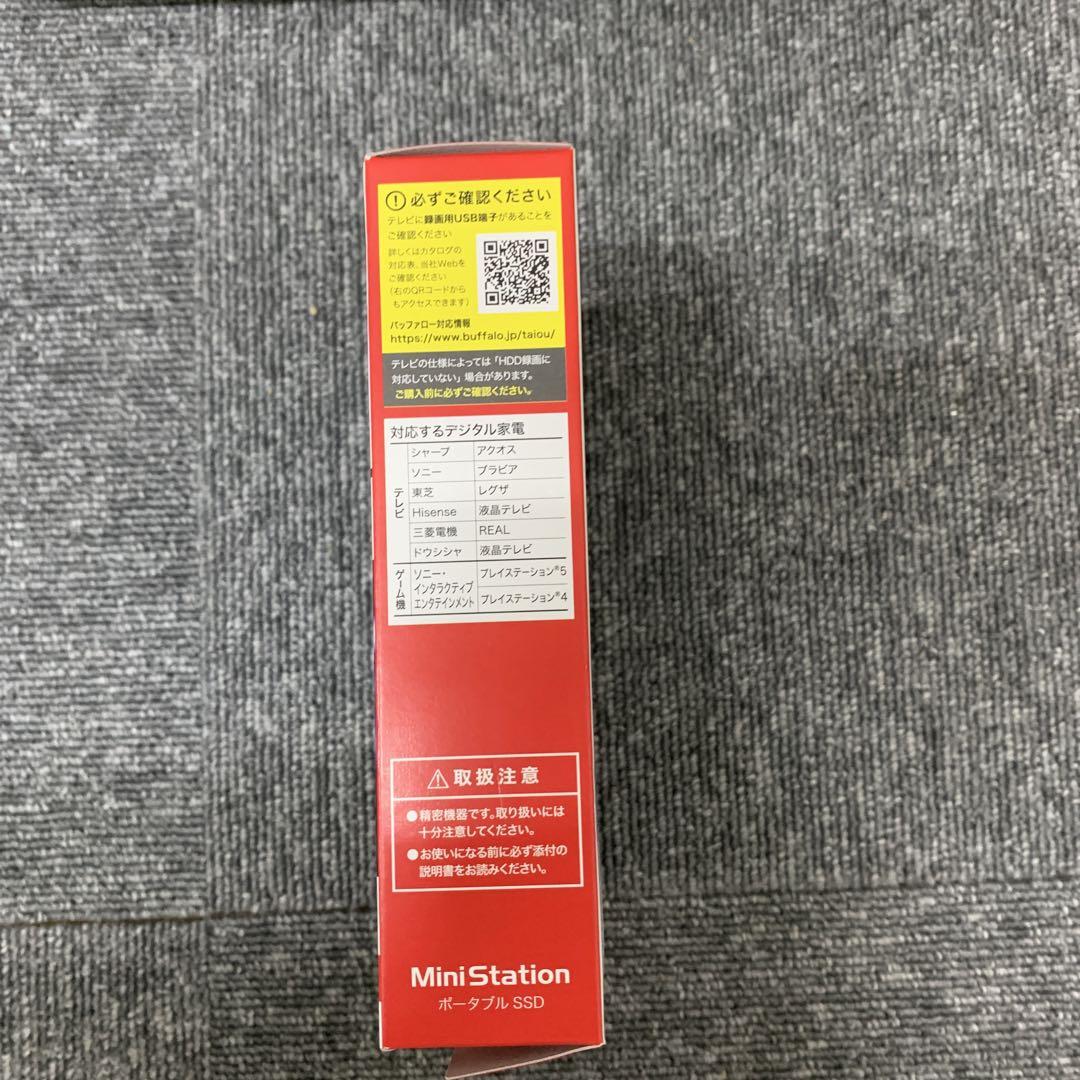 ! 必ずご確認ください
テレビに録画用USB端子があることを
ご確認ください
詳しくはカタログの
対応表、当社Webを
ご確認ください
(右のQRコードから
もアクセスできます)
バッファロー対応情報
https://www.buffalo.jp/taiou/
テレビの仕様によっては「HDD録画に
対応していない」場合があります。
ご購入前に必ずご確認ください。
対応するデジタル家電
テレビ
シャープ アクオス
ソニー ブラビア
東芝 レグザ
Hisense 液晶テレビ
三菱電機 REAL
ドウシシャ 液晶テレビ
ゲーム機
ソニー・
インタラクティブ
エンタテインメント
プレイステーション®5
プレイステーション®4
⚠取扱注意
●精密機器です。取り扱いには
十分注意してください。
●お使いになる前に必ず添付の
説明書をお読みください。
MiniStation
ポータブル SSD